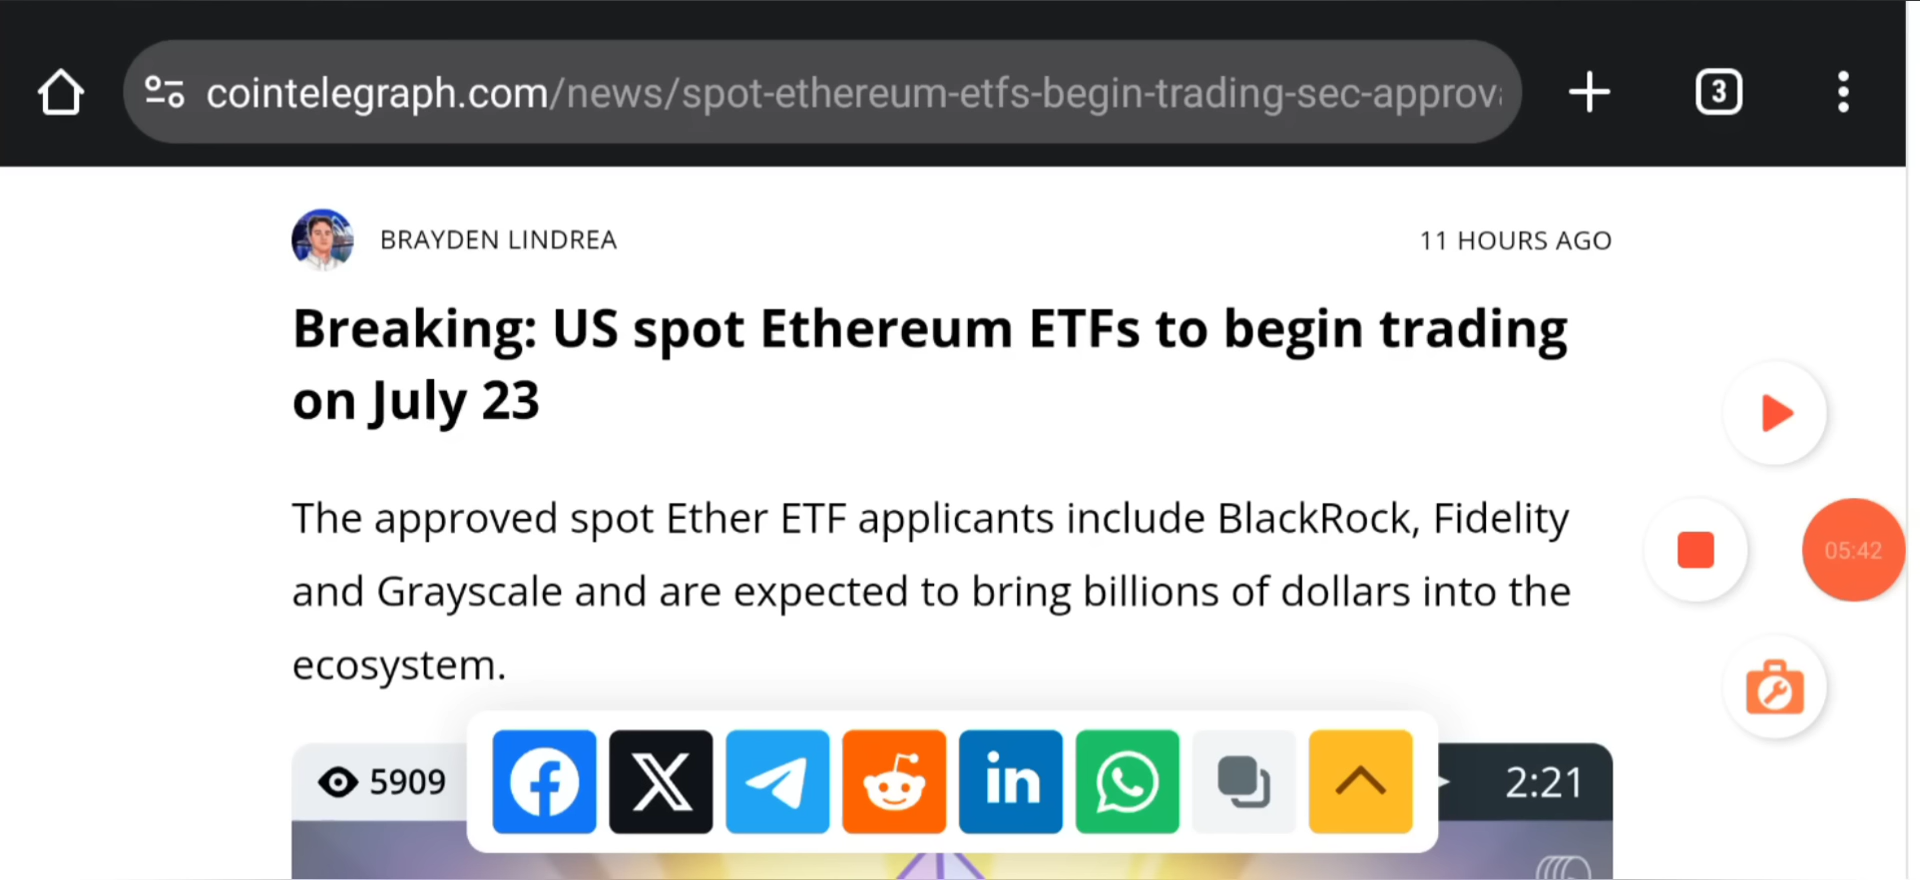 cointelegraph.com/news/spot-ethereum-etfs-begin-trading-sec-approv
3
BRAYDEN LINDREA
11 HOURS AGO
Breaking: US spot Ethereum ETFs to begin trading
on July 23
The approved spot Ether ETF applicants include BlackRock, Fidelity
and Grayscale and are expected to bring billions of dollars into the
ecosystem.
05:42
5909
in
2:21